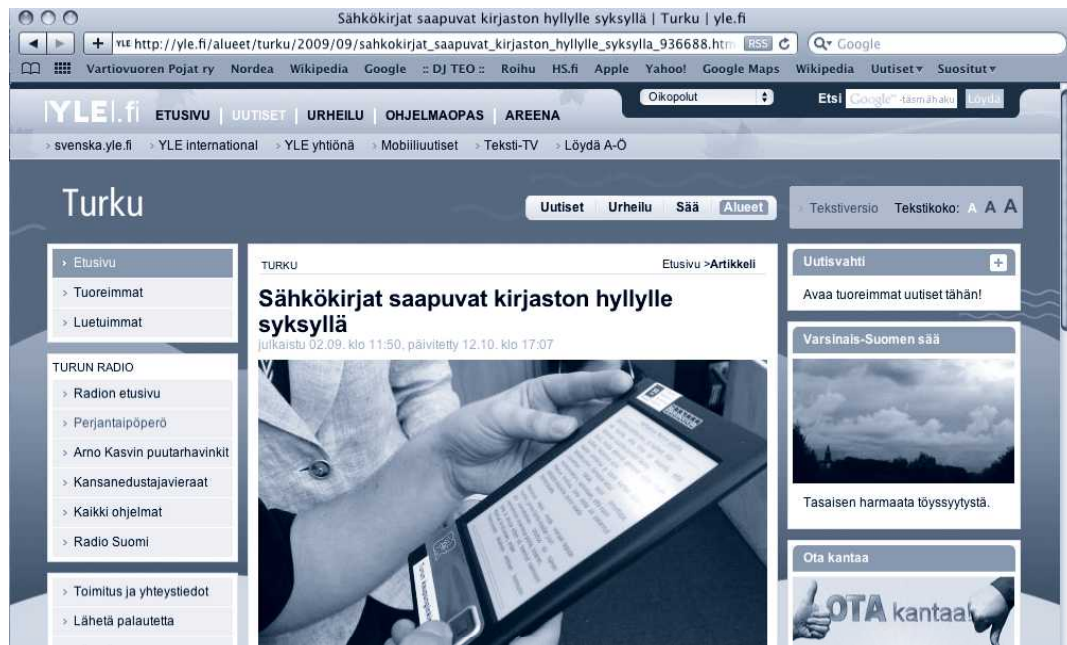 Sähkökirjat saapuvat kirjaston hyllylle syksyllä | Turku | yle.fi
YLE http://yle.fi/alueet/turku/2009/09/sahkokirjat_saapuvat_kirjaston_hyllylle_syksylla_936688.htm RSS Google
Vartiovuoren Pojat ry Nordea Wikipedia Google :: DJ TEO :: Roihu HS.fi Apple Yahoo! Google Maps Wikipedia Uutiset Suositut
Oikopolut Etsi Google -täsmähaku Löydä
YLE.fi ETUSIVU UUTISET URHEILU OHJELMAOPAS AREENA
svenska.yle.fi YLE international YLE yhtiönä Mobiiliuutiset Teksti-TV Löydä A-Ö
Turku
Uutiset Urheilu Sää Alueet
Tekstiversio Tekstikoko: A A A
Etusivu
Tuoreimmat
Luetuimmat
TURUN RADIO
Radion etusivu
Perjantaipöperö
Arno Kasvin puutarhavinkit
Kansanedustajavieraat
Kaikki ohjelmat
Radio Suomi
Toimitus ja yhteystiedot
Lähetä palautetta
TURKU Etusivu >Artikkeli
Sähkökirjat saapuvat kirjaston hyllylle
syksyllä
julkaistu 02.09. klo 11:50, päivitetty 12.10. klo 17:07
Uutisvahti +
Avaa tuoreimmat uutiset tähän!
Varsinais-Suomen sää
Tasaisen harmaata töyssyytystä.
Ota kantaa
OTA kantaa!